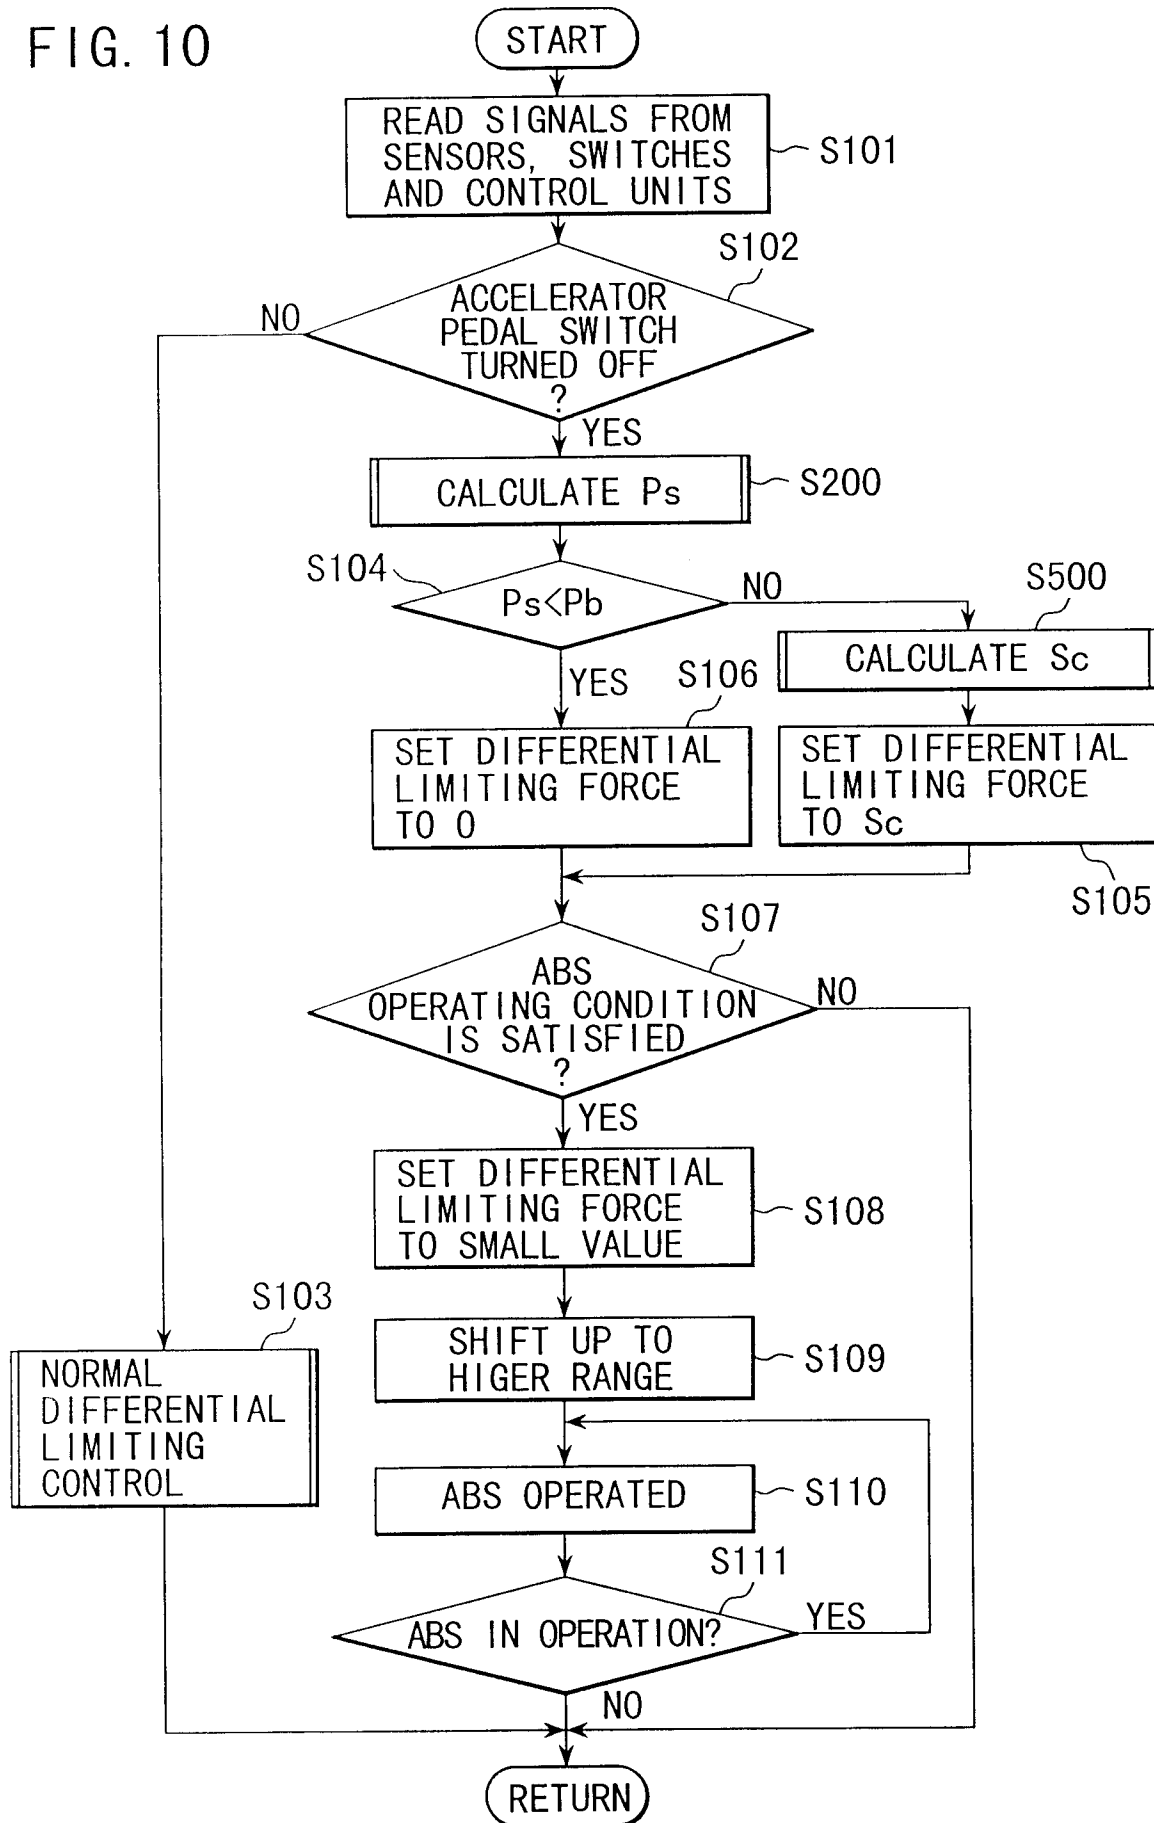 FIG. 10
START
READ SIGNALS FROM
SENSORS, SWITCHES
AND CONTROL UNITS
S101
S102
ACCELERATOR
PEDAL SWITCH
TURNED OFF
?
NO
YES
CALCULATE Ps
S200
S104
Ps<Pb
NO
S500
CALCULATE Sc
YES
S106
SET DIFFERENTIAL
LIMITING FORCE
TO 0
SET DIFFERENTIAL
LIMITING FORCE
TO Sc
S105
S107
ABS
OPERATING CONDITION
IS SATISFIED
?
NO
YES
SET DIFFERENTIAL
LIMITING FORCE
TO SMALL VALUE
S108
S103
NORMAL
DIFFERENTIAL
LIMITING
CONTROL
SHIFT UP TO
HIGER RANGE
S109
ABS OPERATED
S110
S111
ABS IN OPERATION?
YES
NO
RETURN